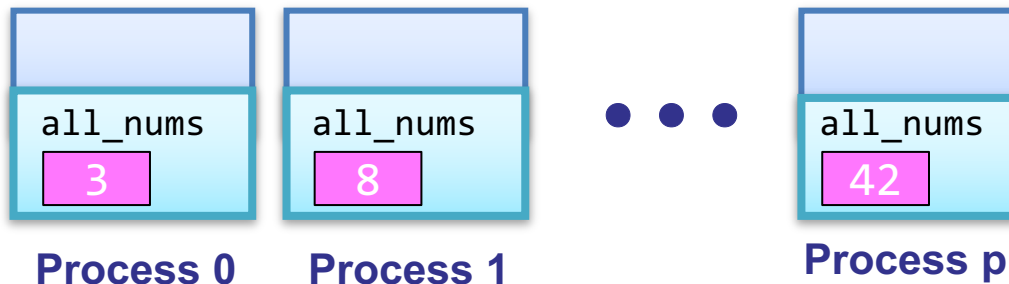 all_nums
3
all_nums
8
all_nums
42
Process 0
Process 1
Process p